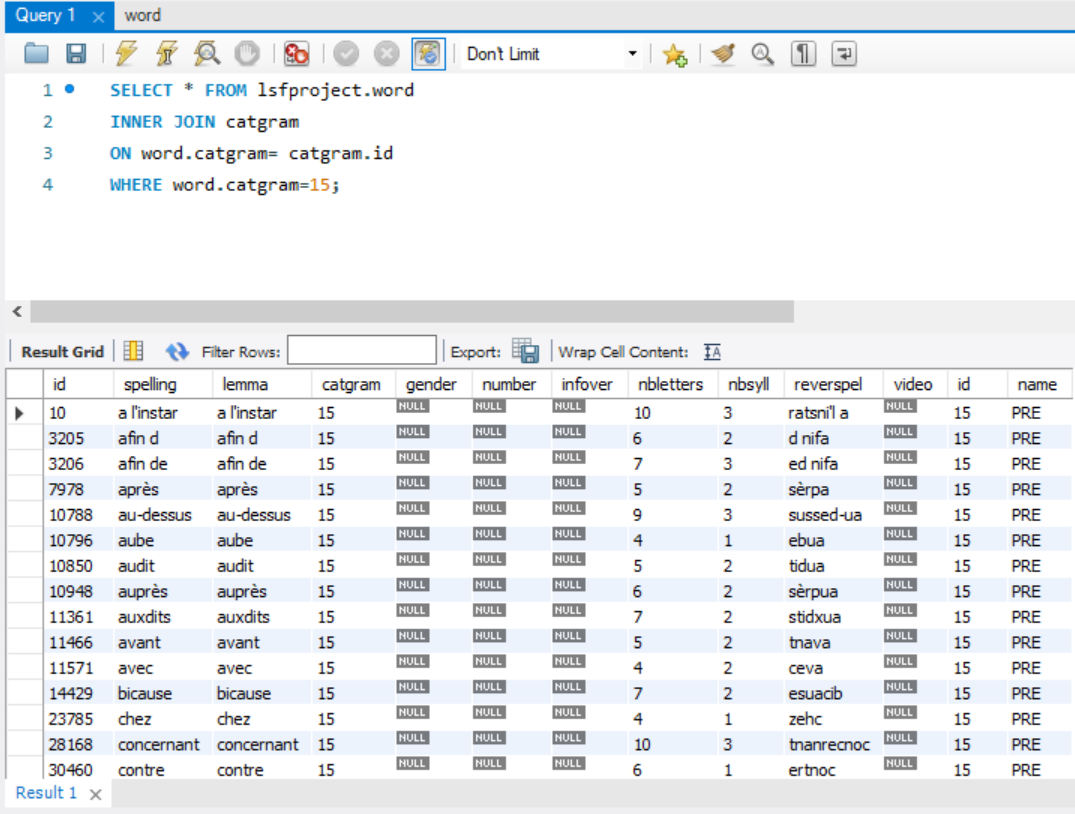 Query 1 word
Don't Limit
1 SELECT * FROM lsfproject.word
2 INNER JOIN catgram
3 ON word.catgram= catgram.id
4 WHERE word.catgram=15;
Result Grid Filter Rows: Export: Wrap Cell Content:
id spelling lemma catgram gender number infover nbletters nbsyll reverspel video id name
10 a l'instar a l'instar 15 NULL NULL NULL 10 3 ratsni'l a NULL 15 PRE
3205 afin d afin d 15 NULL NULL NULL 6 2 d nifa NULL 15 PRE
3206 afin de afin de 15 NULL NULL NULL 7 3 ed nifa NULL 15 PRE
7978 après après 15 NULL NULL NULL 5 2 sèrpa NULL 15 PRE
10788 au-dessus au-dessus 15 NULL NULL NULL 9 3 sussed-ua NULL 15 PRE
10796 aube aube 15 NULL NULL NULL 4 1 ebua NULL 15 PRE
10850 audit audit 15 NULL NULL NULL 5 2 tidua NULL 15 PRE
10948 auprès auprès 15 NULL NULL NULL 6 2 sèrpua NULL 15 PRE
11361 auxdits auxdits 15 NULL NULL NULL 7 2 stidxua NULL 15 PRE
11466 avant avant 15 NULL NULL NULL 5 2 tnava NULL 15 PRE
11571 avec avec 15 NULL NULL NULL 4 2 ceva NULL 15 PRE
14429 bicause bicause 15 NULL NULL NULL 7 2 esuacib NULL 15 PRE
23785 chez chez 15 NULL NULL NULL 4 1 zehc NULL 15 PRE
28168 concernant concernant 15 NULL NULL NULL 10 3 tnanrecnoc NULL 15 PRE
30460 contre contre 15 NULL NULL NULL 6 1 ertnoc NULL 15 PRE
Result 1